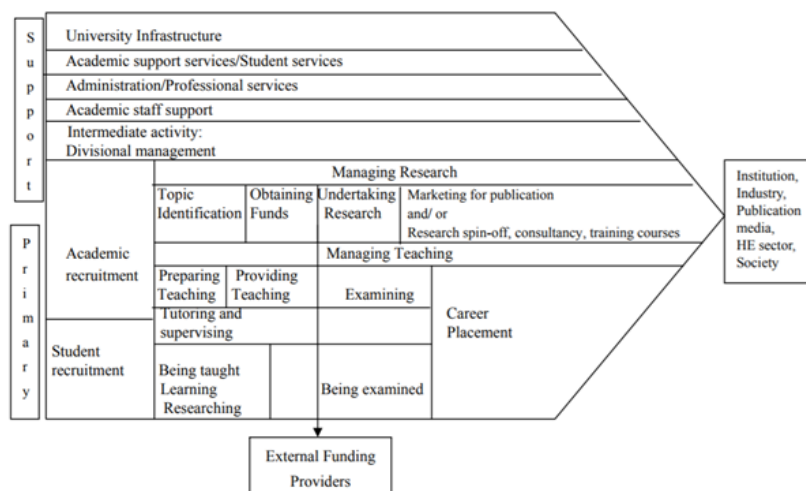 Support
University Infrastructure
Academic support services/Student services
Administration/Professional services
Academic staff support
Intermediate activity:
Divisional management
Primary
Academic
recruitment
Student
recruitment
Managing Research
Topic
Identification
Obtaining
Funds
Undertaking
Research
Marketing for publication
and/ or
Research spin-off, consultancy, training courses
Managing Teaching
Preparing
Teaching
Providing
Teaching
Examining
Tutoring and
supervising
Career
Placement
Being taught
Learning
Researching
Being examined
Institution,
Industry,
Publication
media,
HE sector,
Society
External Funding
Providers